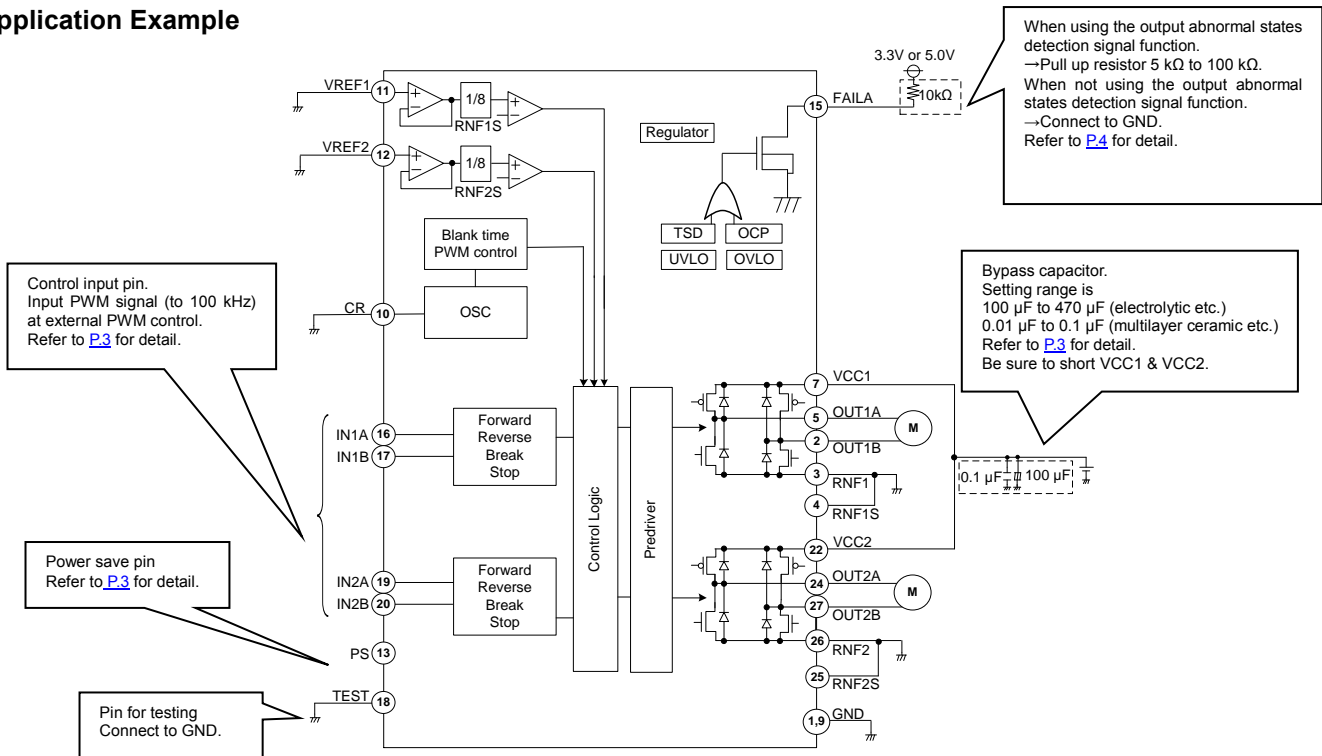 pplication Example
When using the output abnormal states
detection signal function.
→Pull up resistor 5 kΩ to 100 kΩ.
When not using the output abnormal
states detection signal function.
→Connect to GND.
Refer to P.4 for detail.
3.3V or 5.0V
10kΩ
VREF1
11
+
−
1/8
RNF1S
+
−
15
FAILA
Regulator
VREF2
12
+
−
1/8
RNF2S
+
−
TSD
OCP
UVLO
OVLO
Blank time
PWM control
CR
10
OSC
Control input pin.
Input PWM signal (to 100 kHz)
at external PWM control.
Refer to P.3 for detail.
Bypass capacitor.
Setting range is
100 µF to 470 µF (electrolytic etc.)
0.01 µF to 0.1 µF (multilayer ceramic etc.)
Refer to P.3 for detail.
Be sure to short VCC1 & VCC2.
IN1A
16
IN1B
17
Forward
Reverse
Break
Stop
Control Logic
Predriver
7
VCC1
5
OUT1A
M
2
OUT1B
3
RNF1
4
RNF1S
0.1 µF
100 µF
Power save pin
Refer to P.3 for detail.
IN2A
19
IN2B
20
Forward
Reverse
Break
Stop
22
VCC2
24
OUT2A
M
27
OUT2B
26
RNF2
25
RNF2S
PS
13
TEST
18
Pin for testing
Connect to GND.
1,9
GND